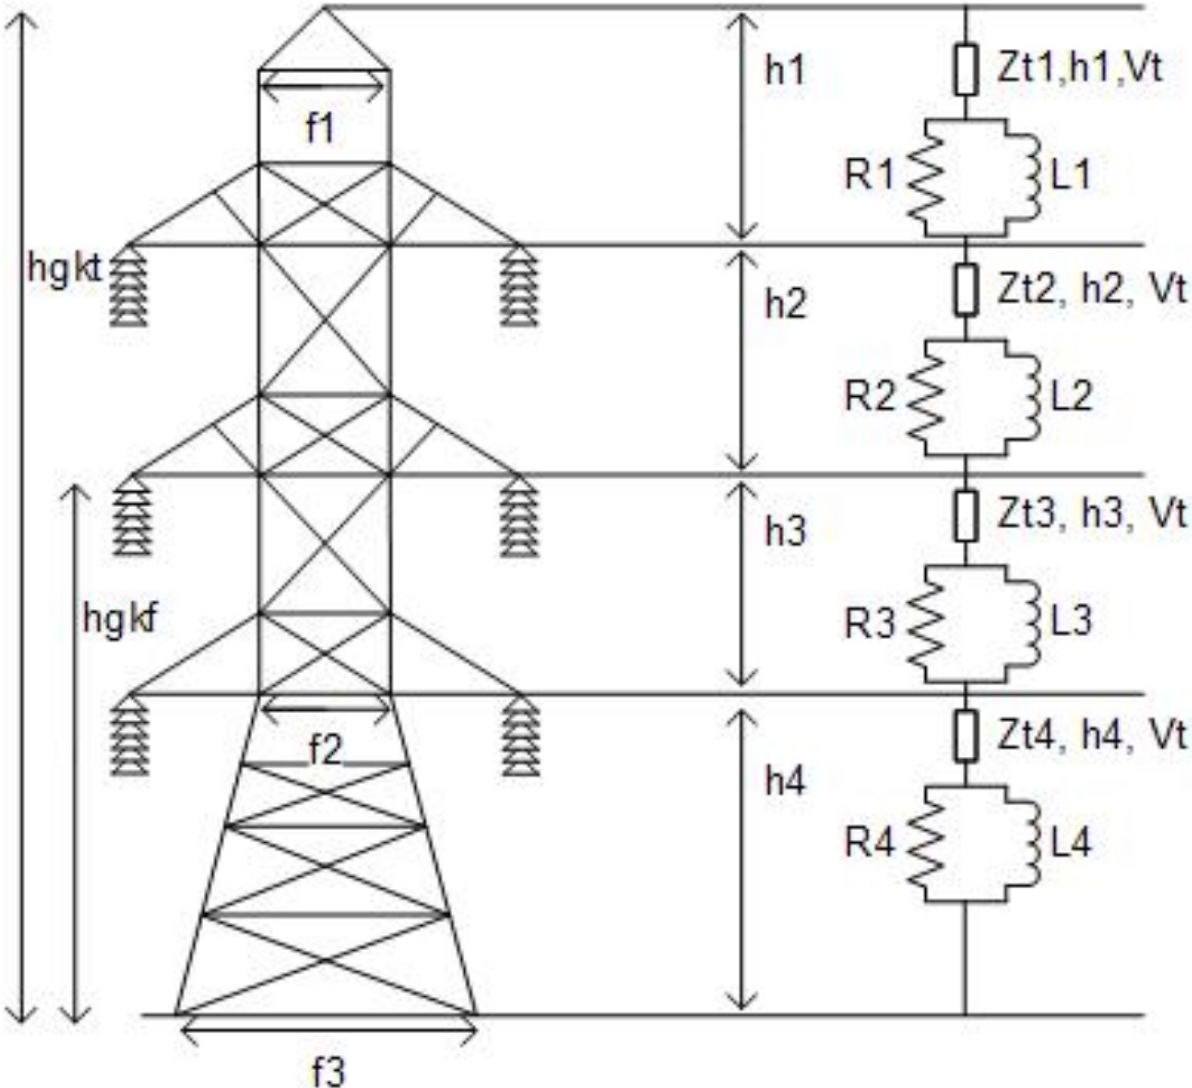 h1
Zt1,h1,Vt
f1
R1
L1
hgkt
h2
Zt2, h2, Vt
R2
L2
h3
Zt3, h3, Vt
hgkf
R3
L3
f2
h4
Zt4, h4, Vt
R4
L4
f3